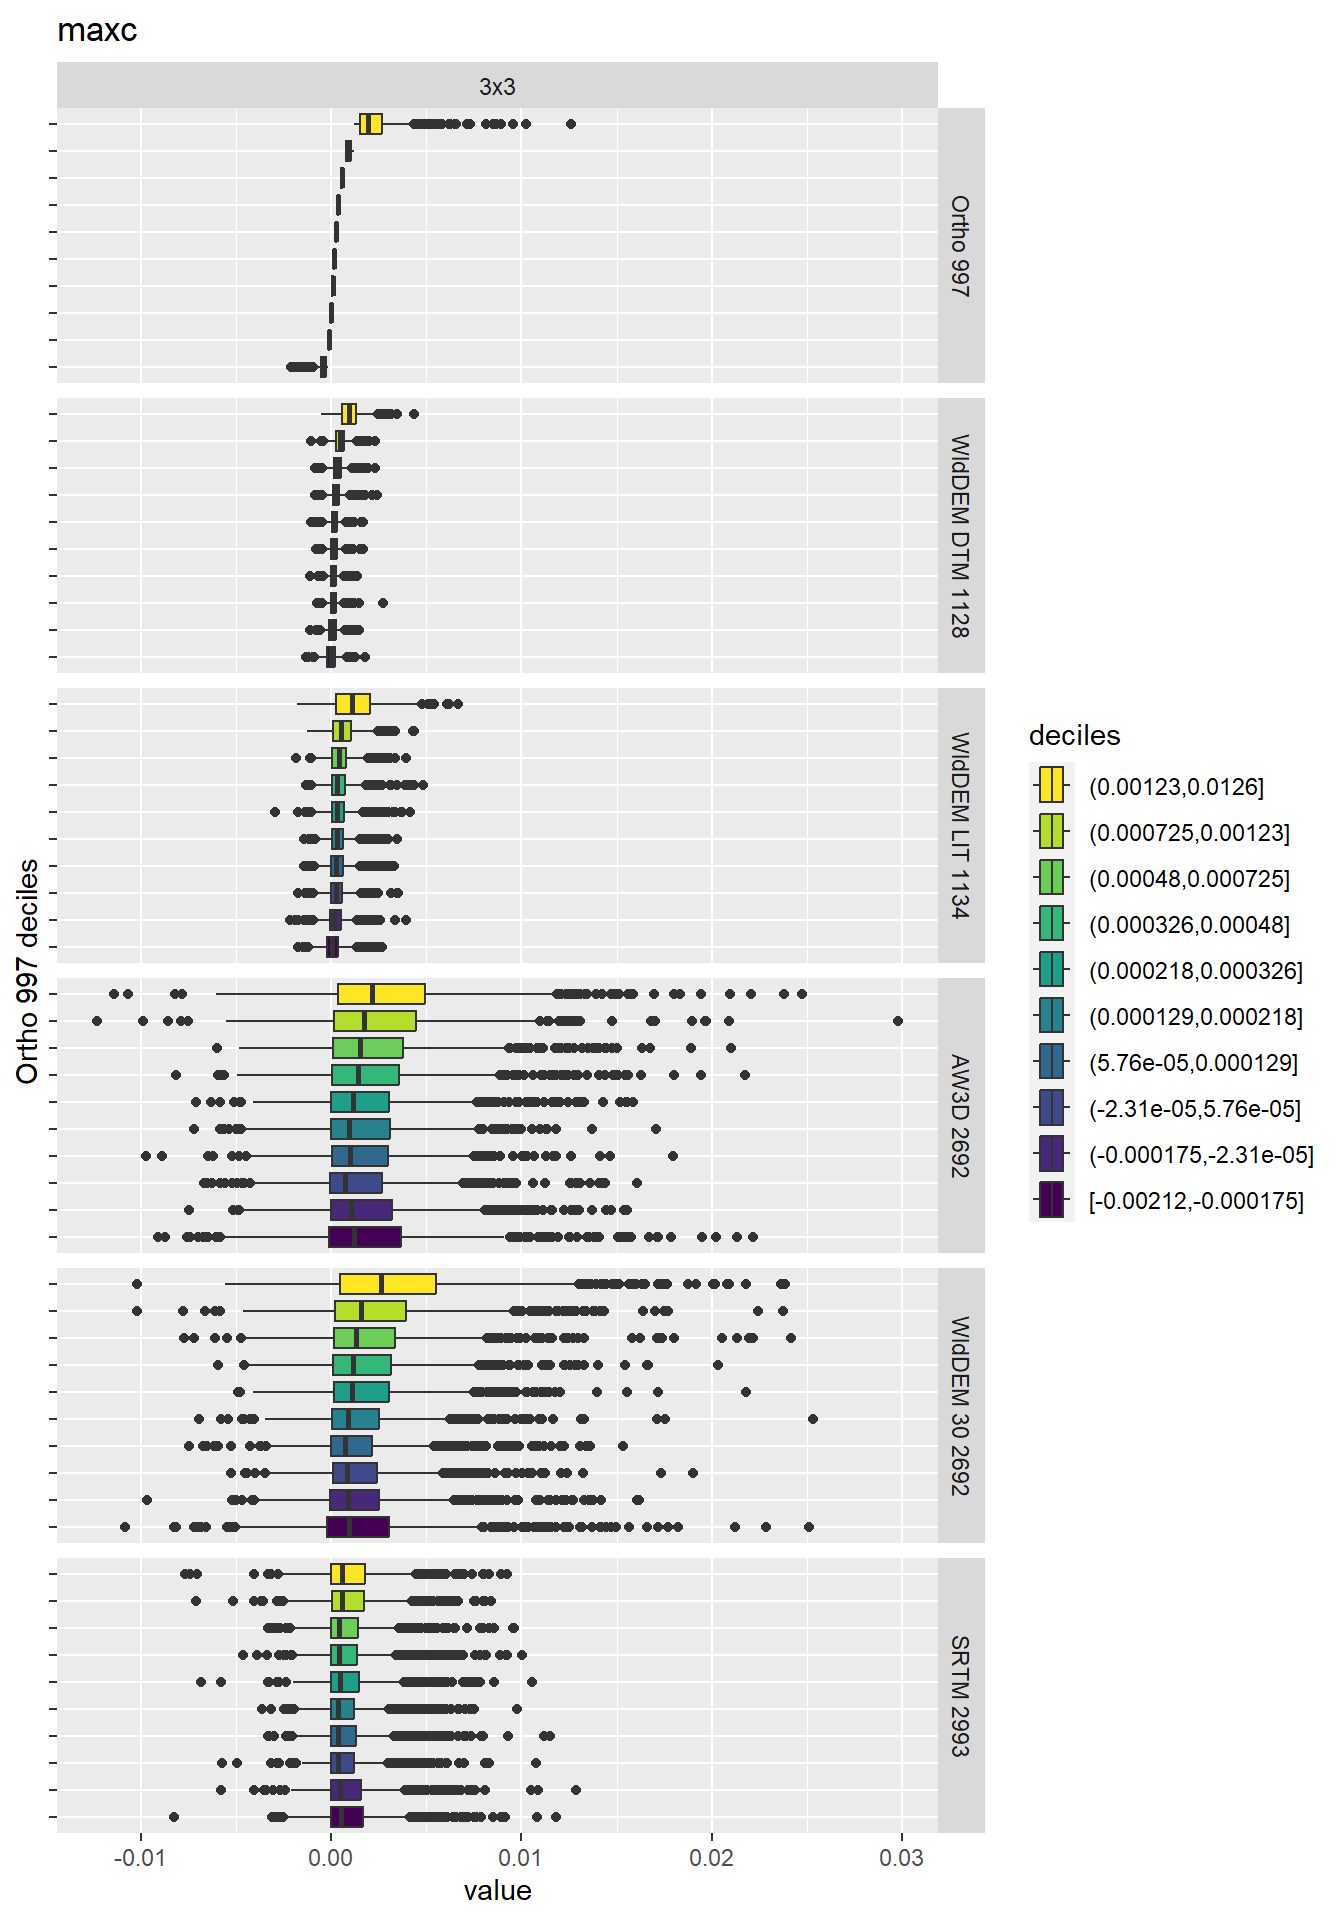 maxc
3x3
Ortho 997
WldDEM DTM 1128
WldDEM LIT 1134
AW3D 2692
WldDEM 30 2692
SRTM 2993
Ortho 997 deciles
-0.01
0.00
0.01
0.02
0.03
value
deciles
(0.00123,0.0126]
(0.000725,0.00123]
(0.00048,0.000725]
(0.000326,0.00048]
(0.000218,0.000326]
(0.000129,0.000218]
(5.76e-05,0.000129]
(-2.31e-05,5.76e-05]
(-0.000175,-2.31e-05]
[-0.00212,-0.000175]